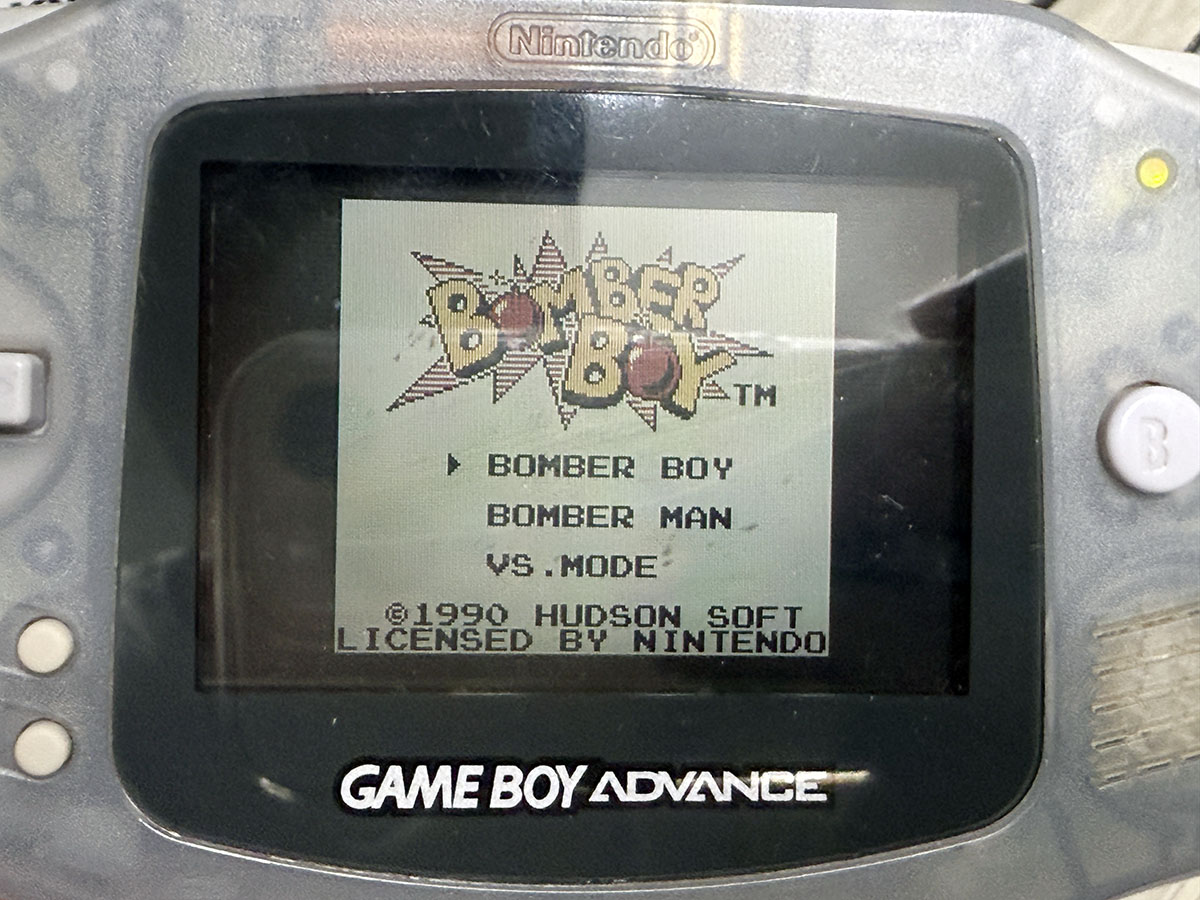 Nintendo
BOMBER
BOY
TM
BOMBER BOY
BOMBER MAN
VS.MODE
©1990 HUDSON SOFT
LICENSED BY NINTENDO
B
GAME BOY ADVANCE